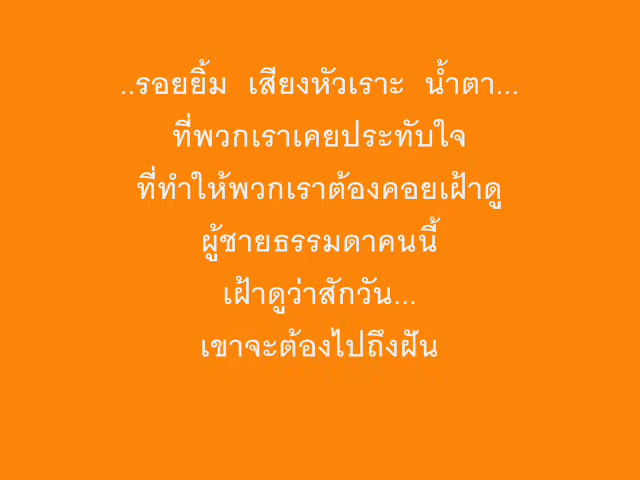 ..รอยยิ้ม เสียงหัวเราะ น้ำตา...
ที่พวกเราเคยประทับใจ
ที่ทำให้พวกเราต้องคอยเฝ้าดู
ผู้ชายธรรมดาคนนี้
เฝ้าดูว่าสักวัน...
เขาจะต้องไปถึงฝัน